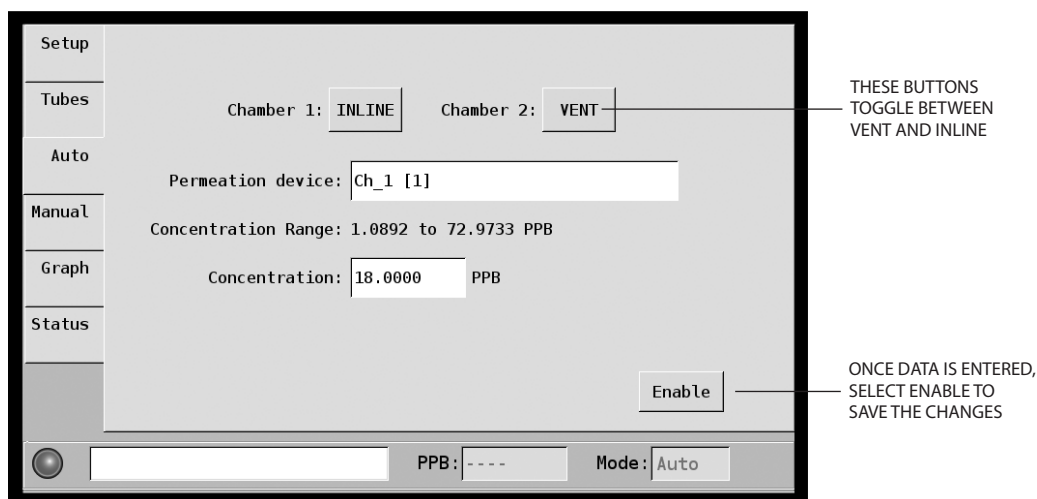 Setup
Tubes
Auto
Manual
Graph
Status
Chamber 1: INLINE Chamber 2: VENT
Permeation device: Ch_1 [1]
Concentration Range: 1.0892 to 72.9733 PPB
Concentration: 18.0000 PPB
Enable
PPB: ---- Mode: Auto
THESE BUTTONS
TOGGLE BETWEEN
VENT AND INLINE
ONCE DATA IS ENTERED,
SELECT ENABLE TO
SAVE THE CHANGES